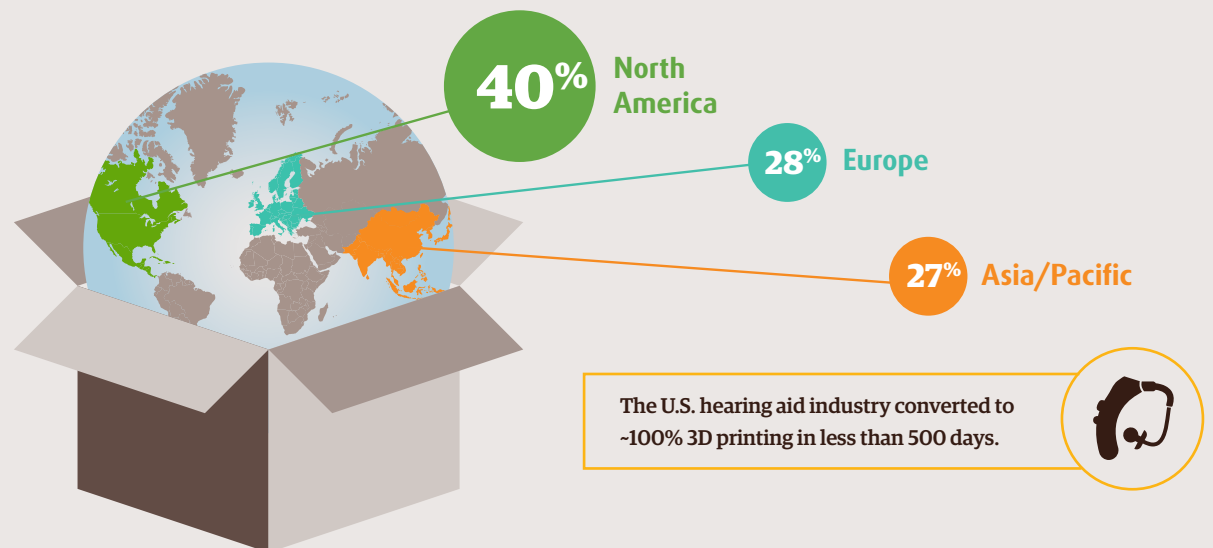 40%
North
America
28%
Europe
27%
Asia/Pacific
The U.S. hearing aid industry converted to
~100% 3D printing in less than 500 days.